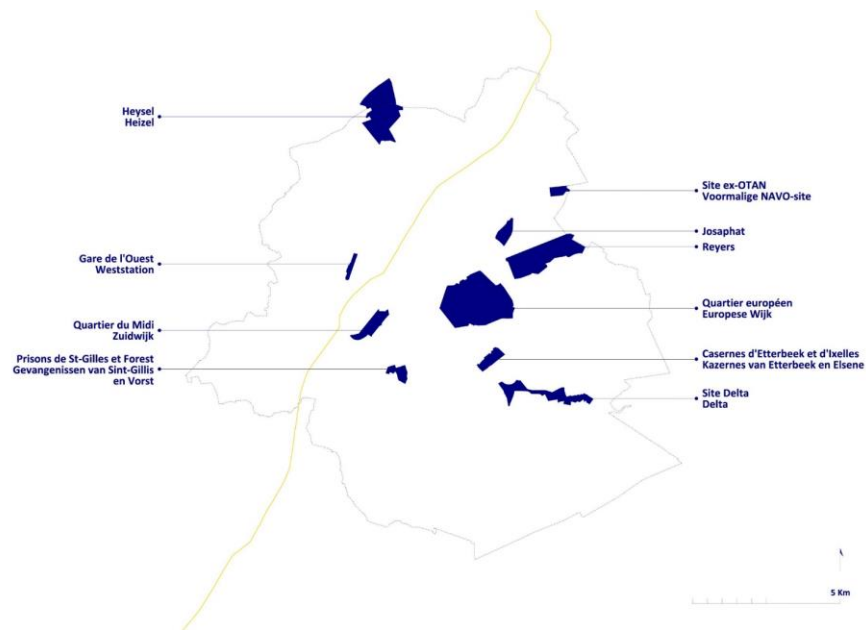 Heysel
Heizel
Site ex-OTAN
Voormalige NAVO-site
Josaphat
Reyers
Gare de l'Ouest
Weststation
Quartier européen
Europese Wijk
Quartier du Midi
Zuidwijk
Prisons de St-Gilles et Forest
Gevangenissen van Sint-Gillis
en Vorst
Casernes d'Etterbeek et d'Ixelles
Kazernes van Etterbeek en Elsene
Site Delta
Delta
5 Km